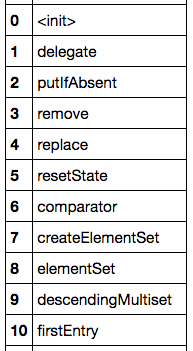 0 <init>
1 delegate
2 putIfAbsent
3 remove
4 replace
5 resetState
6 comparator
7 createElementSet
8 elementSet
9 descendingMultiset
10 firstEntry